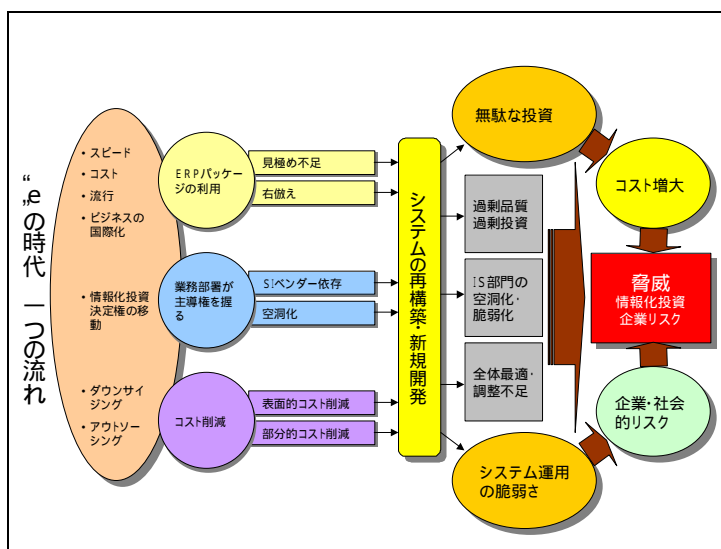 “e”の時代 一つの流れ
・スピード
・コスト
・流行
・ビジネスの
国際化
・情報化投資
決定権の移
動
・ダウンサイ
ジング
・アウトソー
シング
ERPパッケー
ジの利用
見極め不足
右倣え
業務部署が
主導権を握
る
SIベンダー依存
空洞化
コスト削減
表面的コスト削減
部分的コスト削減
システムの再構築・新規開発
無駄な投資
過剰品質
過剰投資
IS部門の
空洞化・
脆弱化
全体最適・
調整不足
システム運用
の脆弱さ
コスト増大
脅威
情報化投資
企業リスク
企業・社会
的リスク